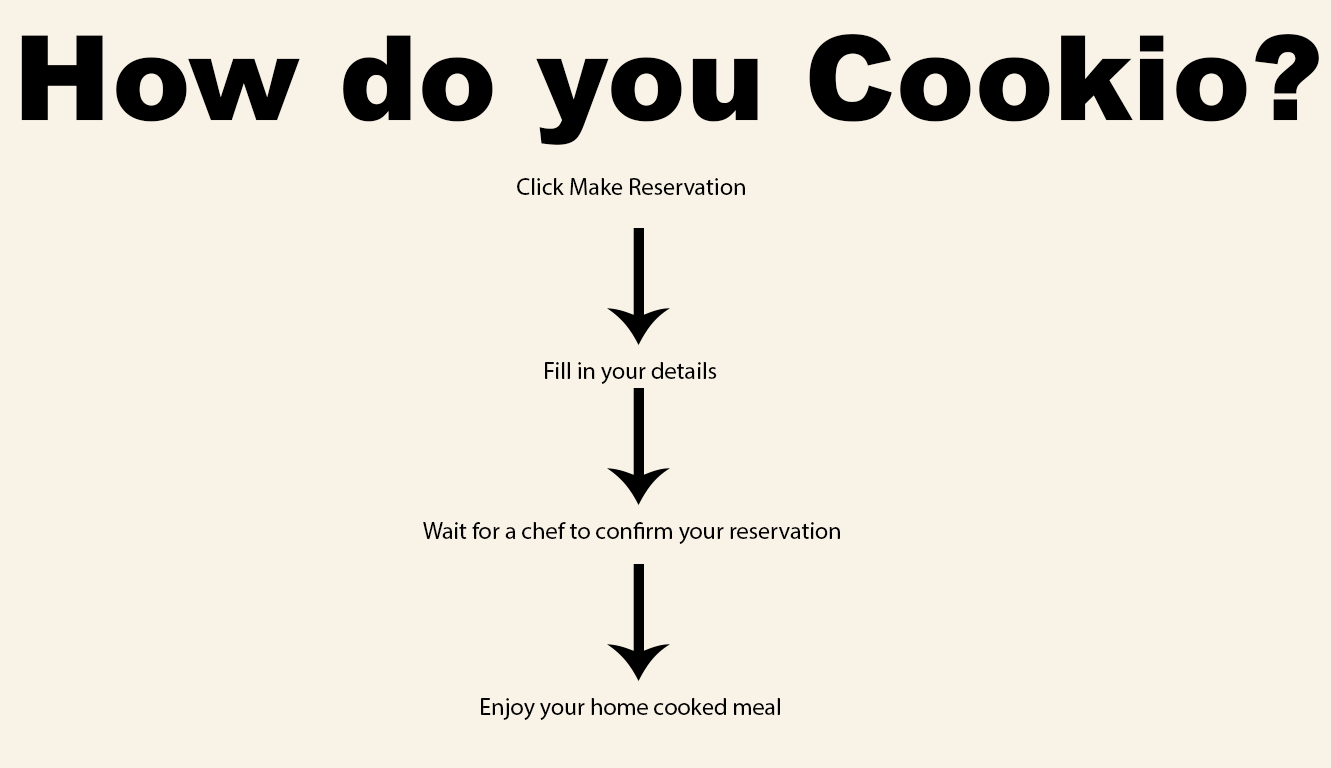 How do you Cookio?
Click Make Reservation
Fill in your details
Wait for a chef to confirm your reservation
Enjoy your home cooked meal